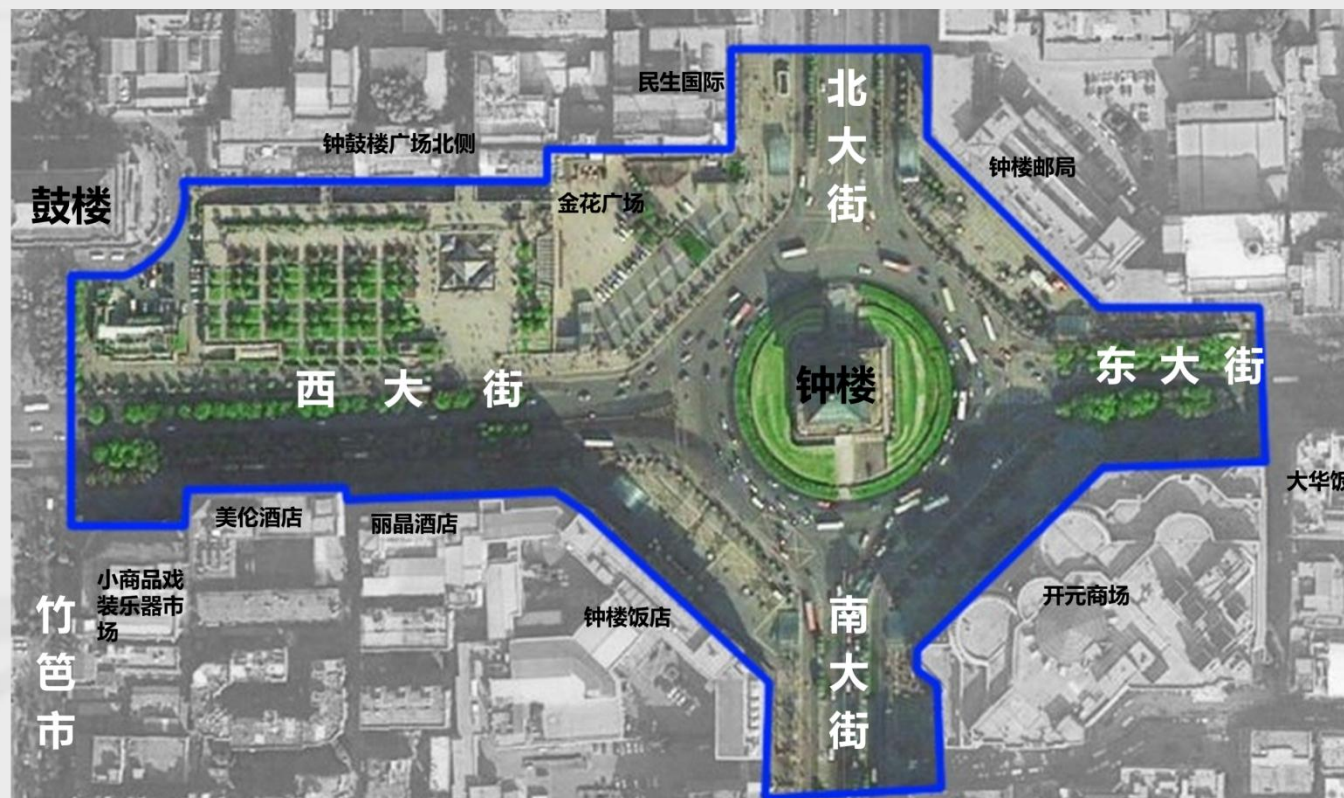 北大街
民生国际
钟鼓楼广场北侧
钟楼邮局
鼓楼
金花广场
西大街
钟楼
东大街
大华饭
美伦酒店
丽晶酒店
小商品戏
装乐器市
场
竹笆市
钟楼饭店
南大街
开元商场